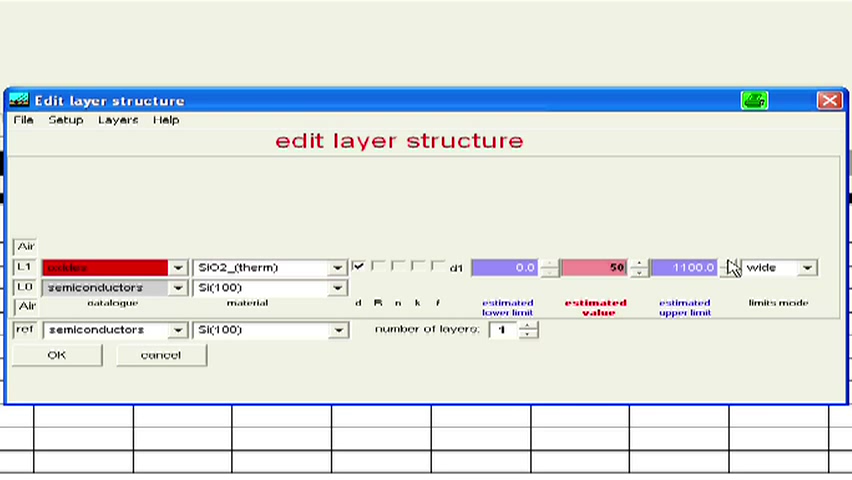 Edit layer structure
File Setup Layers Help
edit layer structure
Air
L1 oxides SiO2_(therm) d1 0.0 50 1100.0 wide
L0 semiconductors Si(100)
Air catalogue material d R n k f estimated lower limit estimated value estimated upper limit limits mode
ref semiconductors Si(100) number of layers: 1
OK cancel